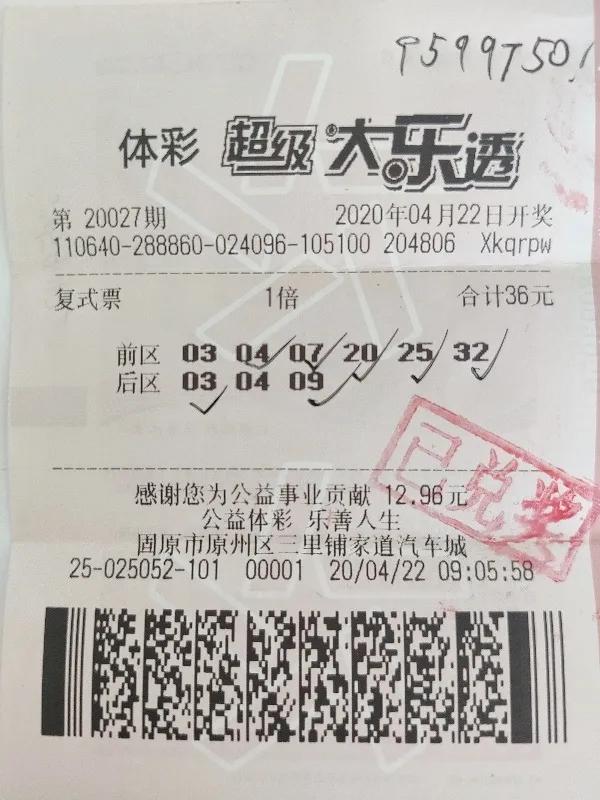 95997501
体彩 超级大乐透
第 20027期 2020年04月22日开奖
110640-288860-024096-105100 204806 Xkqrpw
复式票 1倍 合计36元
前区 03 04 07 20 25 32
后区 03 04 09
已兑奖
感谢您为公益事业贡献 12.96元
公益体彩 乐善人生
固原市原州区三里铺家道汽车城
25-025052-101 00001 20/04/22 09:05:58